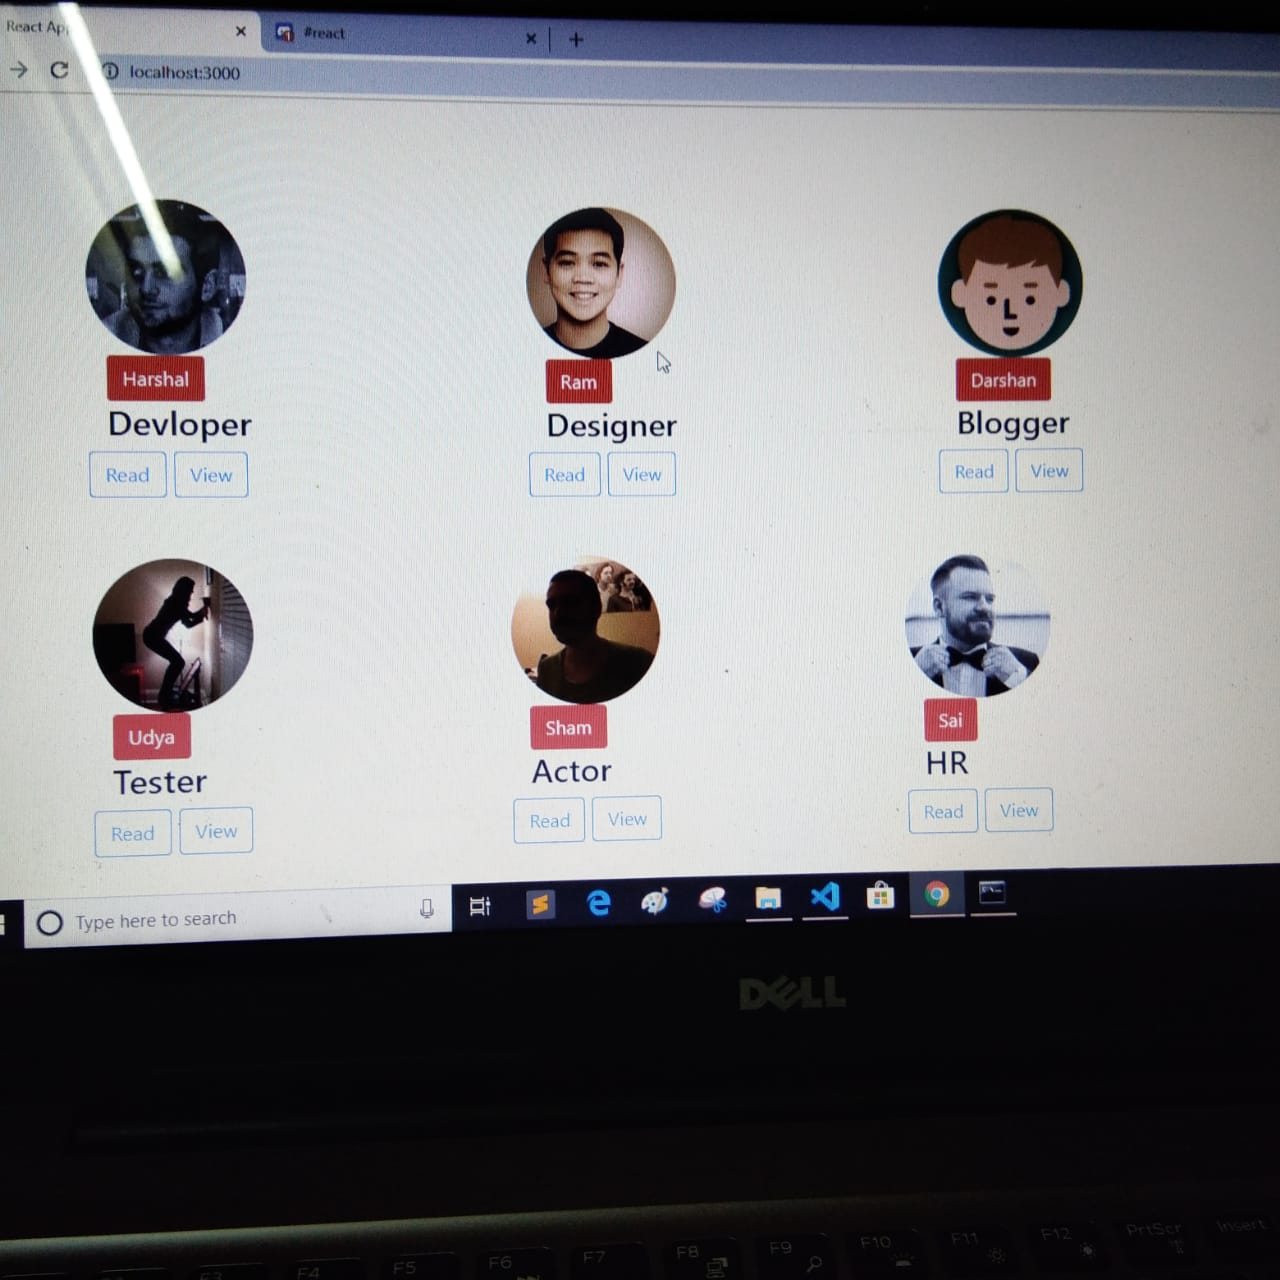 React Ap
#react
localhost:3000
Harshal
Ram
Darshan
Devloper
Designer
Blogger
Read View
Read View
Read View
Udya
Sham
Sai
Tester
Actor
HR
Read View
Read View
Read View
Type here to search
DELL
F4 F5 F6 F7 F8 F9 F10 F11 F12 PrtScr Insert